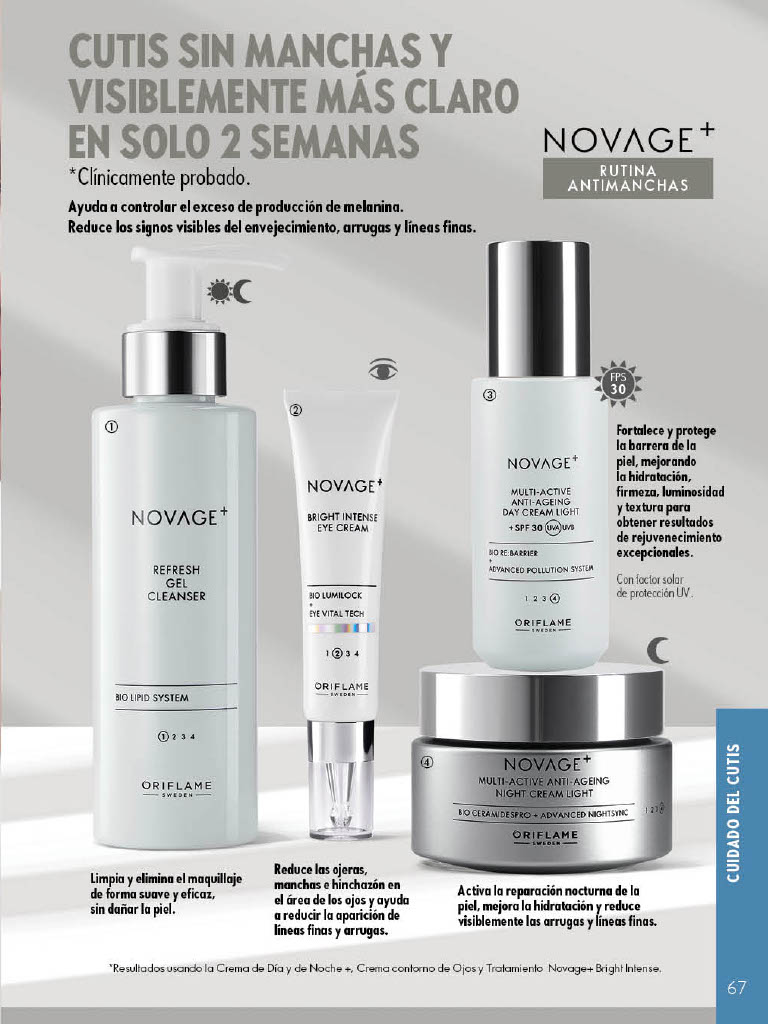 CUTIS SIN MANCHAS Y
VISIBLEMENTE MÁS CLARO
EN SOLO 2 SEMANAS
*Clínicamente probado.
NOVAGE+
RUTINA
ANTIMANCHAS
Ayuda a controlar el exceso de producción de melanina.
Reduce los signos visibles del envejecimiento, arrugas y líneas finas.
1
NOVAGE+
REFRESH
GEL
CLEANSER
BIO LIPID SYSTEM
1 2 3 4
ORIFLAME
SWEDEN
Limpia y elimina el maquillaje
de forma suave y eficaz,
sin dañar la piel.
2
NOVAGE+
BRIGHT INTENSE
EYE CREAM
BIO LUMILOCK
+
EYE VITAL TECH
1 2 3 4
ORIFLAME
SWEDEN
Reduce las ojeras,
manchas e hinchazón en
el área de los ojos y ayuda
a reducir la aparición de
líneas finas y arrugas.
3
FPS
30
NOVAGE+
MULTI-ACTIVE
ANTI-AGEING
DAY CREAM LIGHT
+ SPF 30 UVA UVB
BIO RE:BARRIER
+
ADVANCED POLLUTION SYSTEM
1 2 3 4
ORIFLAME
SWEDEN
Fortalece y protege
la barrera de la
piel, mejorando
la hidratación,
firmeza, luminosidad
y textura para
obtener resultados
de rejuvenecimiento
excepcionales.
Con factor solar
de protección UV.
4
NOVAGE+
MULTI-ACTIVE ANTI-AGEING
NIGHT CREAM LIGHT
BIO CERAMIDESPRO + ADVANCED NIGHTSYNC
1 2 3 4
ORIFLAME
SWEDEN
Activa la reparación nocturna de la
piel, mejora la hidratación y reduce
visiblemente las arrugas y líneas finas.
*Resultados usando la Crema de Día y de Noche +, Crema contorno de Ojos y Tratamiento Novage+ Bright Intense.
CUIDADO DEL CUTIS
67